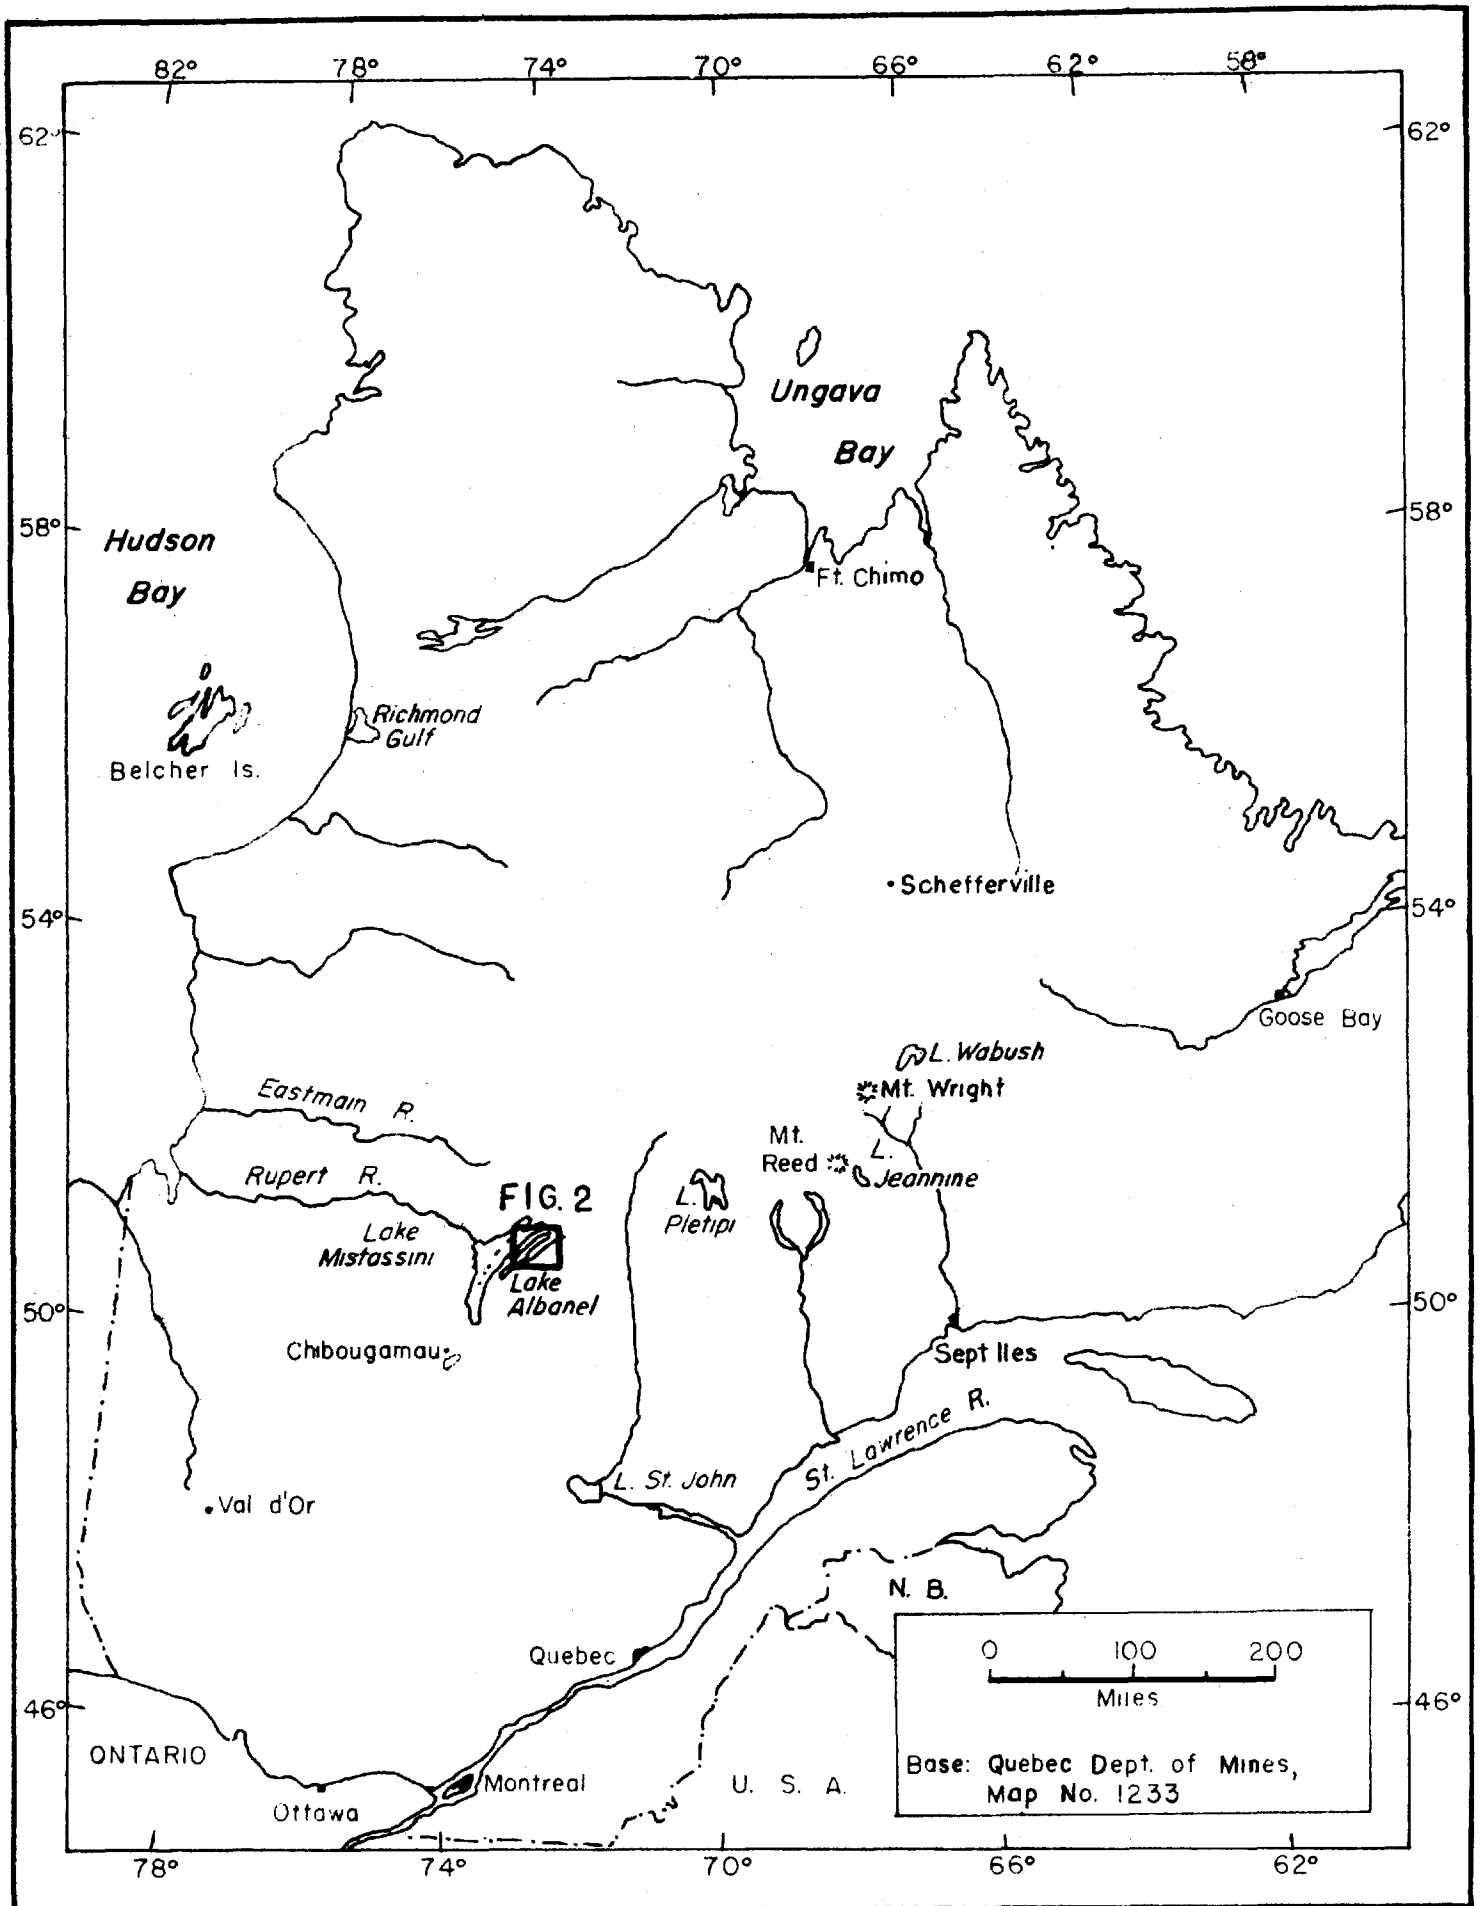 82° 78° 74° 70° 66° 62° 58°
62° 62°
Ungava
Bay
58° 58°
Hudson
Bay
Ft. Chimo
Richmond
Gulf
Belcher Is.
Schefferville
54° 54°
Goose Bay
L. Wabush
Mt. Wright
Eastmain R.
Mt.
Reed
L.
Jeannine
Rupert R.
FIG. 2
L.
Pletipi
Lake
Mistassini
Lake
Albanel
50° 50°
Chibougamau
Sept Iles
St. Lawrence R.
L. St. John
Val d'Or
N. B.
Quebec
0 100 200
Miles
46° 46°
ONTARIO
Base: Quebec Dept. of Mines,
Map No. 1233
Montreal
U. S. A.
Ottawa
78° 74° 70° 66° 62°